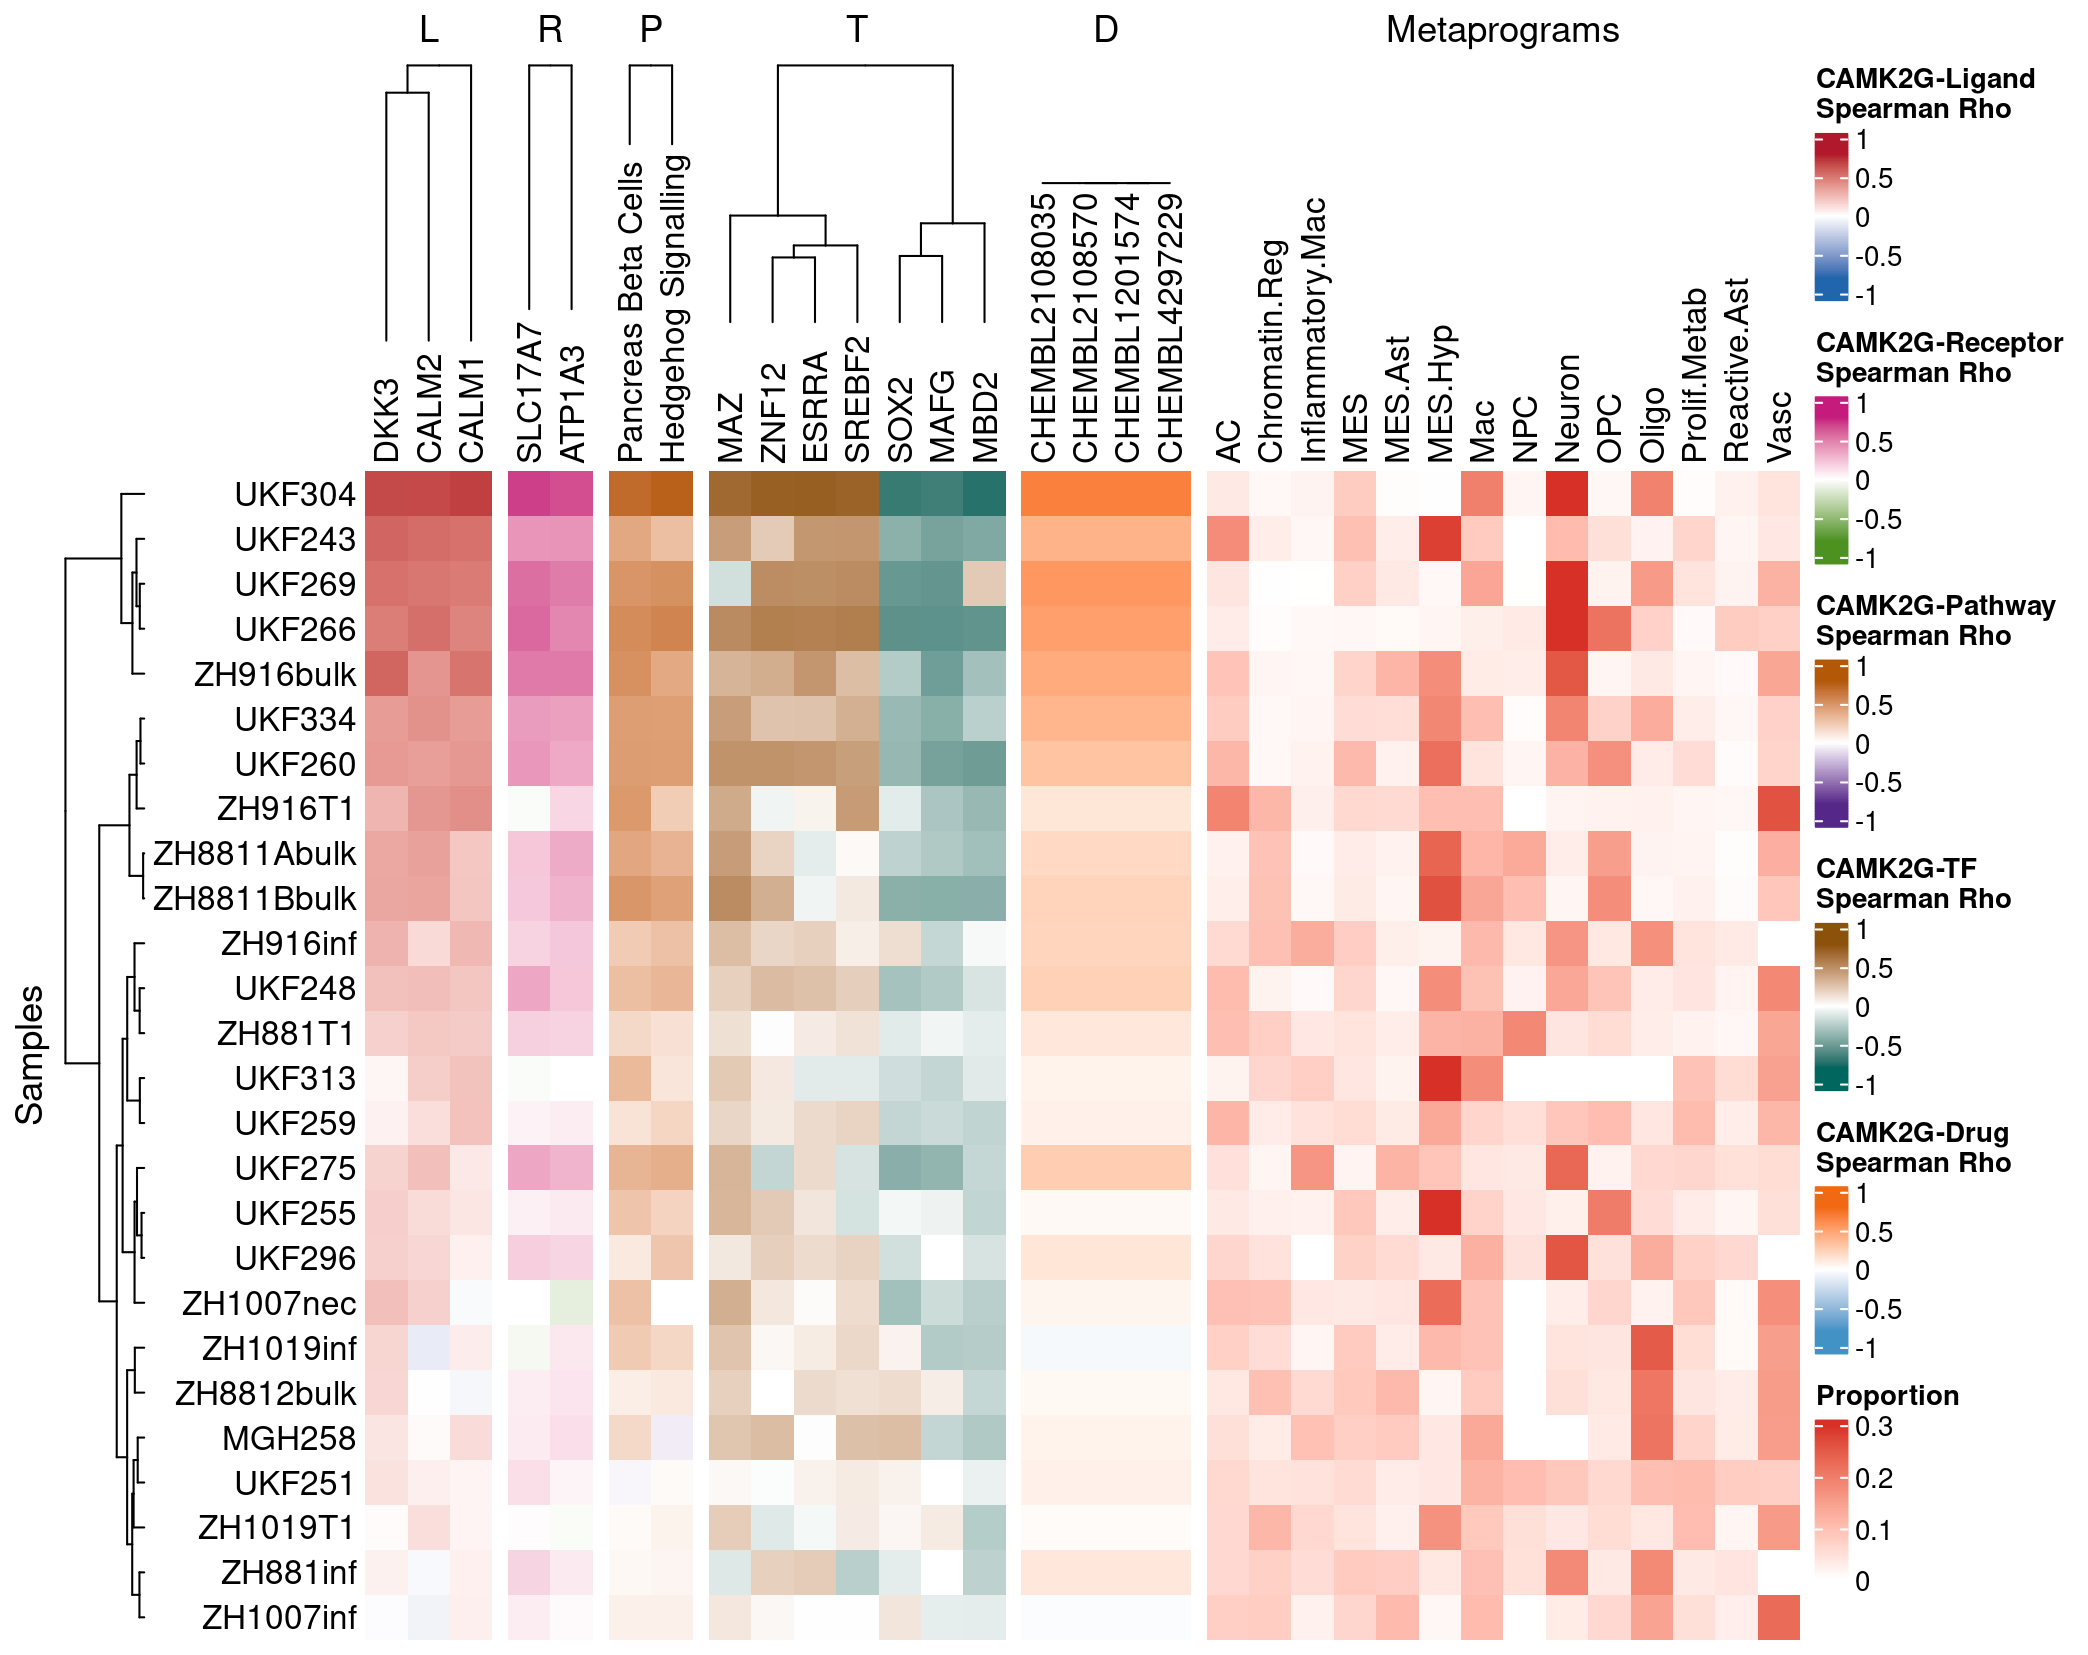 L
R
P
T
D
Metaprograms
DKK3
CALM2
CALM1
SLC17A7
ATP1A3
Pancreas Beta Cells
Hedgehog Signalling
MAZ
ZNF12
ESRRA
SREBF2
SOX2
MAFG
MBD2
CHEMBL2108035
CHEMBL2108570
CHEMBL1201574
CHEMBL4297229
AC
Chromatin.Reg
Inflammatory.Mac
MES
MES.Ast
MES.Hyp
Mac
NPC
Neuron
OPC
Oligo
Prolif.Metab
Reactive.Ast
Vasc
Samples
UKF304
UKF243
UKF269
UKF266
ZH916bulk
UKF334
UKF260
ZH916T1
ZH8811Abulk
ZH8811Bbulk
ZH916inf
UKF248
ZH881T1
UKF313
UKF259
UKF275
UKF255
UKF296
ZH1007nec
ZH1019inf
ZH8812bulk
MGH258
UKF251
ZH1019T1
ZH881inf
ZH1007inf
CAMK2G-Ligand
Spearman Rho
1
0.5
0
-0.5
-1
CAMK2G-Receptor
Spearman Rho
1
0.5
0
-0.5
-1
CAMK2G-Pathway
Spearman Rho
1
0.5
0
-0.5
-1
CAMK2G-TF
Spearman Rho
1
0.5
0
-0.5
-1
CAMK2G-Drug
Spearman Rho
1
0.5
0
-0.5
-1
Proportion
0.3
0.2
0.1
0